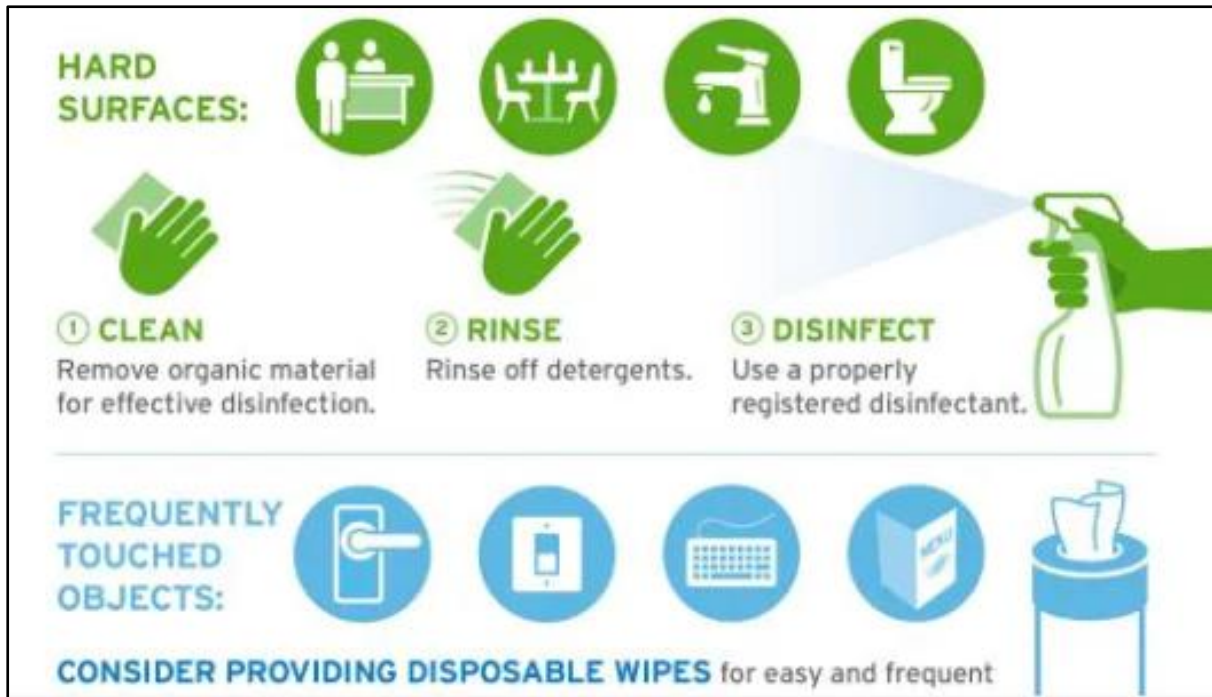 HARD
SURFACES:
1 CLEAN
Remove organic material
for effective disinfection.
2 RINSE
Rinse off detergents.
3 DISINFECT
Use a properly
registered disinfectant.
FREQUENTLY
TOUCHED
OBJECTS:
MENU
CONSIDER PROVIDING DISPOSABLE WIPES for easy and frequent